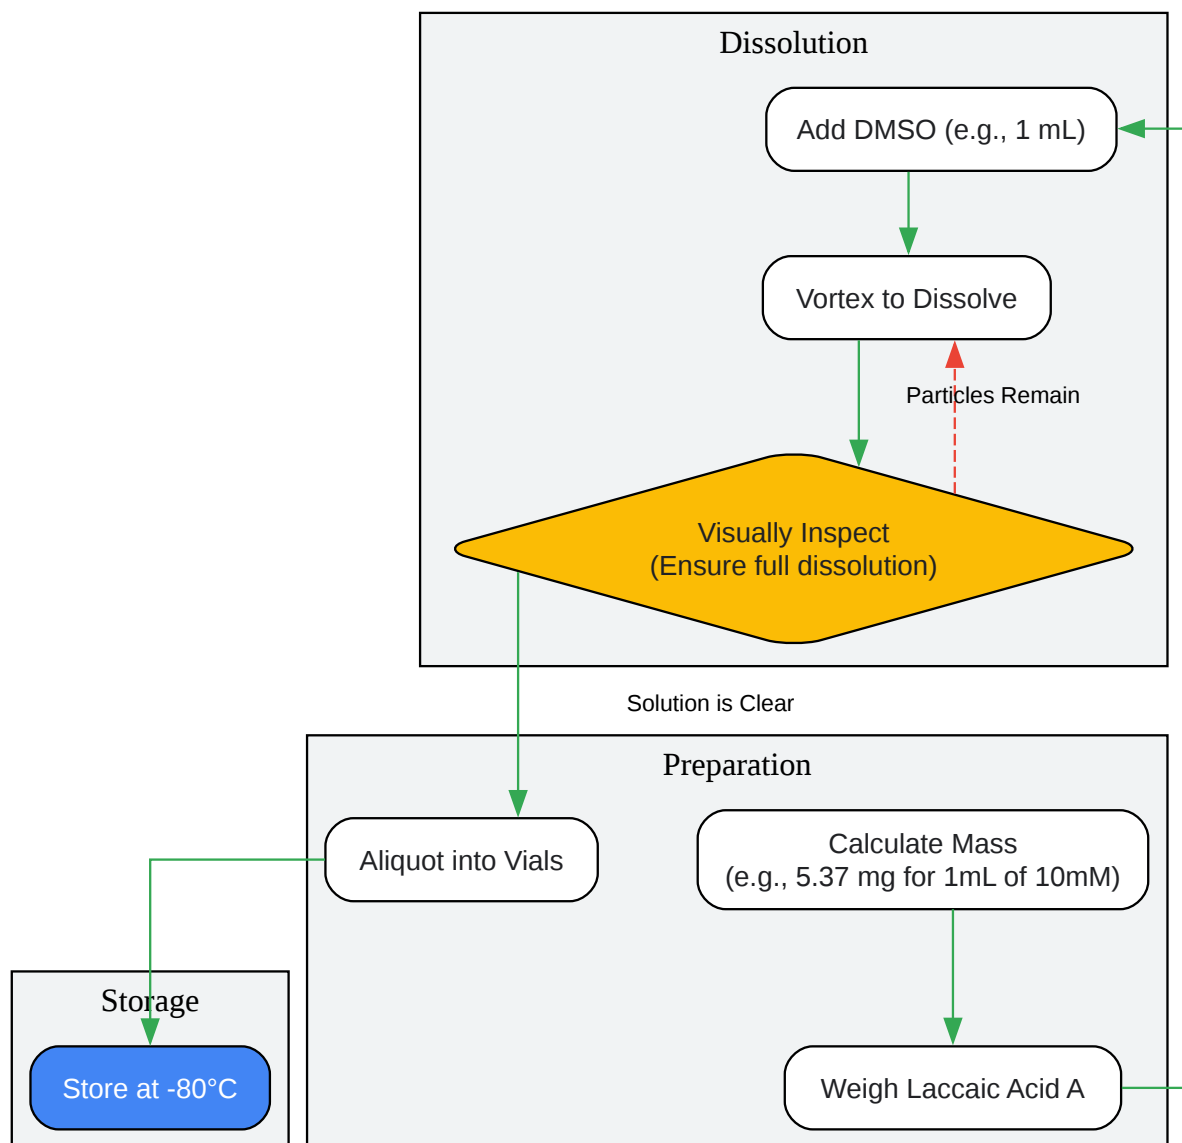 Dissolution
Add DMSO (e.g., 1 mL)
Vortex to Dissolve
Particles Remain
Visually Inspect
(Ensure full dissolution)
Solution is Clear
Preparation
Aliquot into Vials
Calculate Mass
(e.g., 5.37 mg for 1mL of 10mM)
Storage
Store at -80°C
Weigh Laccaic Acid A